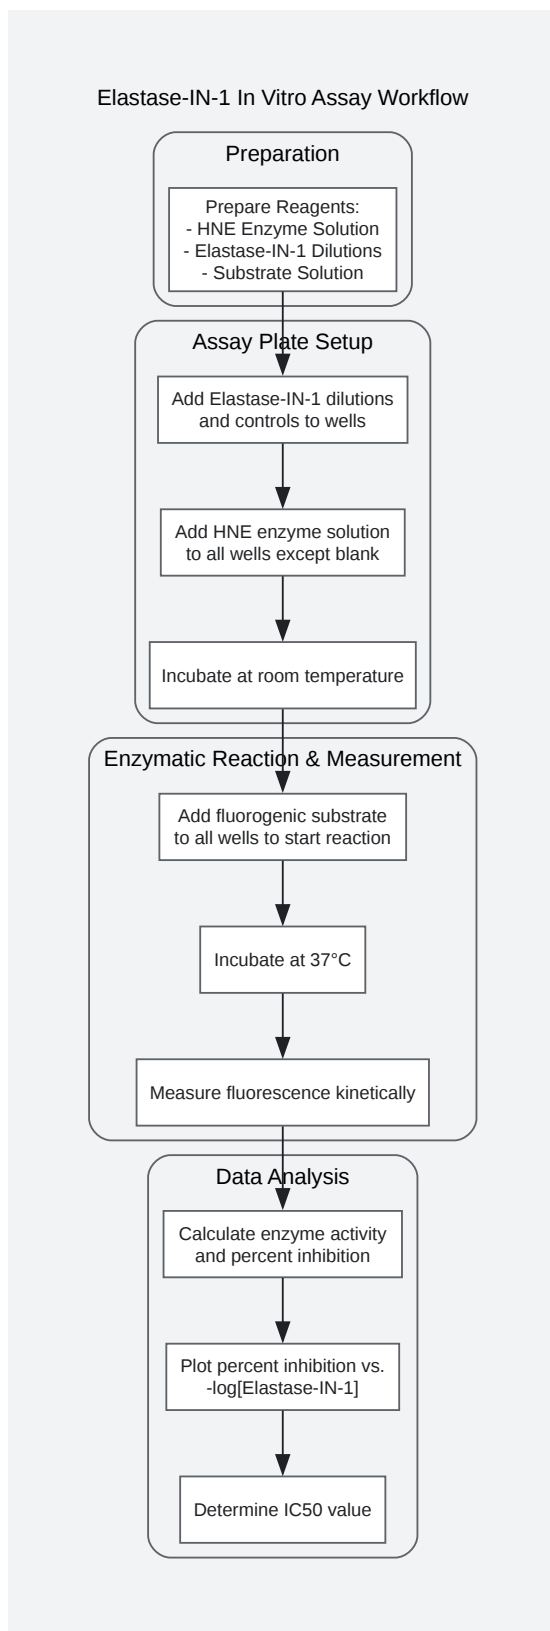 Elastase-IN-1 In Vitro Assay Workflow
Preparation
Prepare Reagents:
- HNE Enzyme Solution
- Elastase-IN-1 Dilutions
- Substrate Solution
Assay Plate Setup
Add Elastase-IN-1 dilutions
and controls to wells
Add HNE enzyme solution
to all wells except blank
Incubate at room temperature
Enzymatic Reaction & Measurement
Add fluorogenic substrate
to all wells to start reaction
Incubate at 37°C
Measure fluorescence kinetically
Data Analysis
Calculate enzyme activity
and percent inhibition
Plot percent inhibition vs.
-log[Elastase-IN-1]
Determine IC50 value